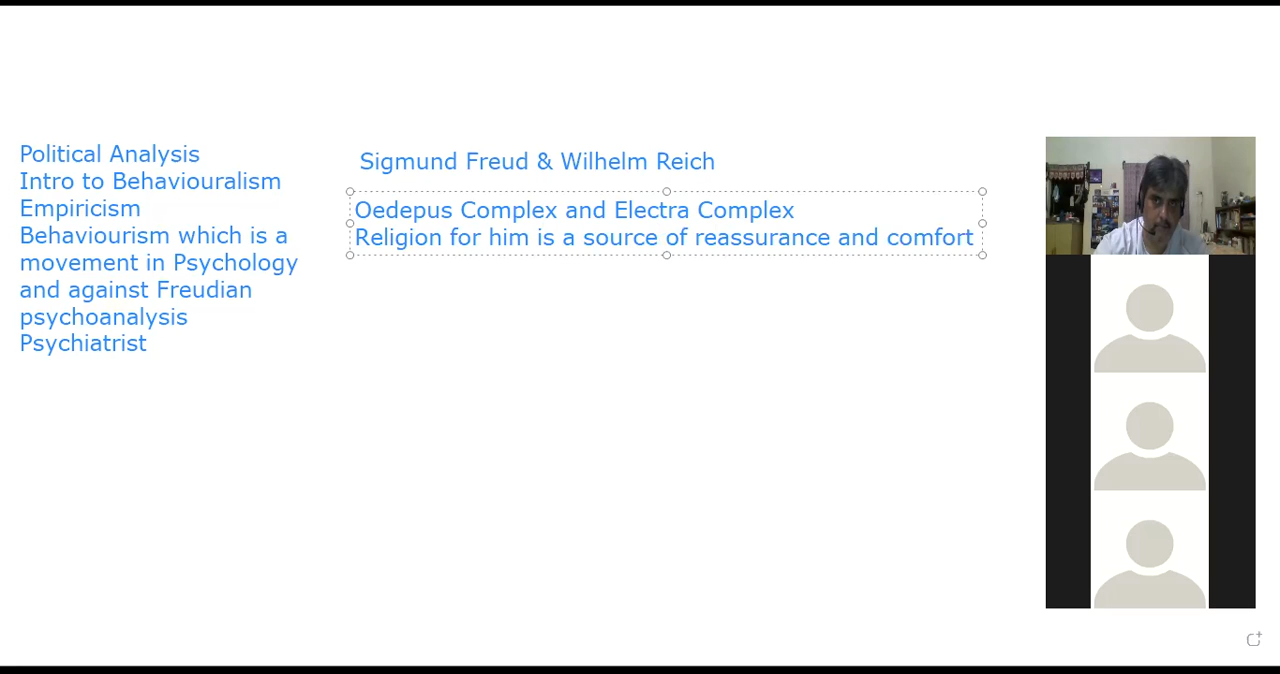 Political Analysis
Intro to Behaviouralism
Empiricism
Behaviourism which is a
movement in Psychology
and against Freudian
psychoanalysis
Psychiatrist
Sigmund Freud & Wilhelm Reich
Oedepus Complex and Electra Complex
Religion for him is a source of reassurance and comfort